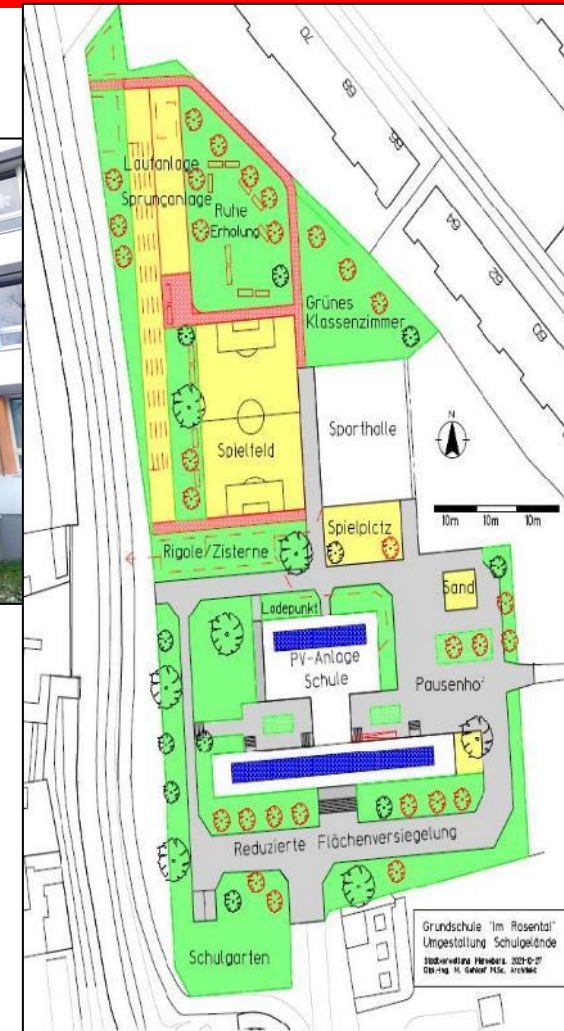 70
68
66
64
62
60
Laufanlage
Sprunganlage
Ruhe
Erholung
Grünes
Klassenzimmer
Sporthalle
N
10m 10m 10m
Spielfeld
Spielplatz
Rigole/Zisterne
Sand
Ladepunkt
PV-Anlage
Schule
Pausenhof
Reduzierte Flächenversiegelung
Schulgarten
Grundschule "Im Rosental"
Umgestaltung Schulgelände